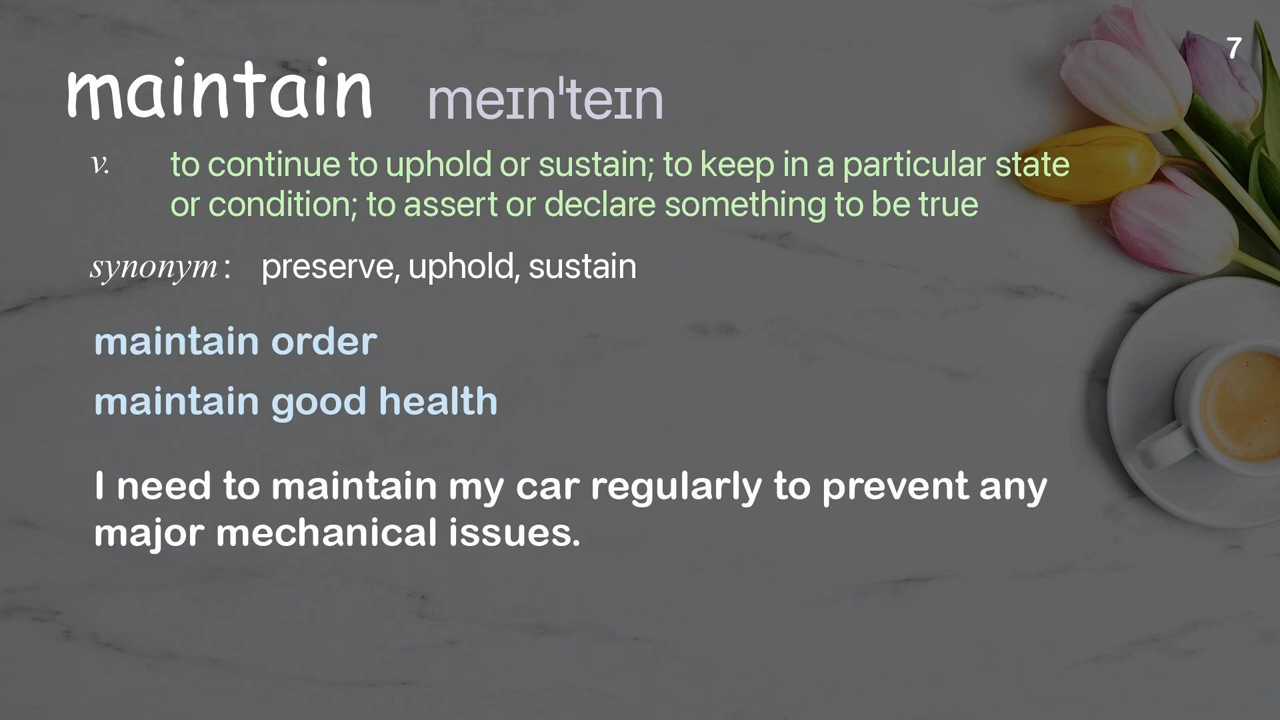 7
maintain meɪnˈteɪn
v. to continue to uphold or sustain; to keep in a particular state
or condition; to assert or declare something to be true
synonym : preserve, uphold, sustain
maintain order
maintain good health
I need to maintain my car regularly to prevent any
major mechanical issues.